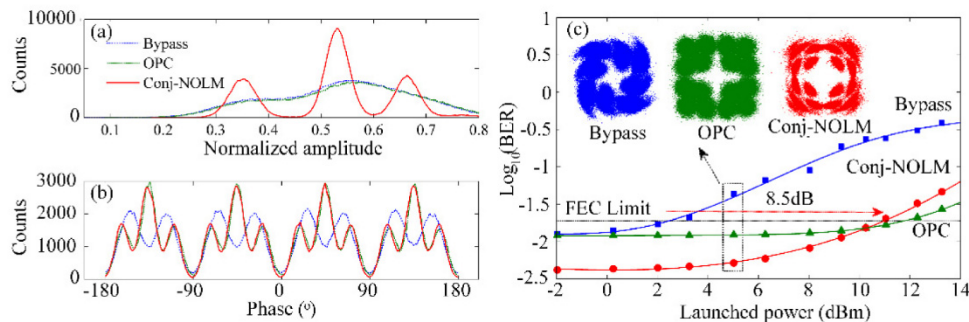 (a)
Bypass
OPC
Conj-NOLM
10000
5000
0
Counts
0.1 0.2 0.3 0.4 0.5 0.6 0.7 0.8
Normalized amplitude
(b)
3000
2000
1000
0
Counts
-180 -90 0 90 180
Phase (°)
(c)
1
0.5
0
-0.5
-1
-1.5
-2
-2.5
Log10(BER)
Bypass
OPC
Conj-NOLM
Bypass
Conj-NOLM
8.5dB
FEC Limit
OPC
-2 0 2 4 6 8 10 12 14
Launched power (dBm)